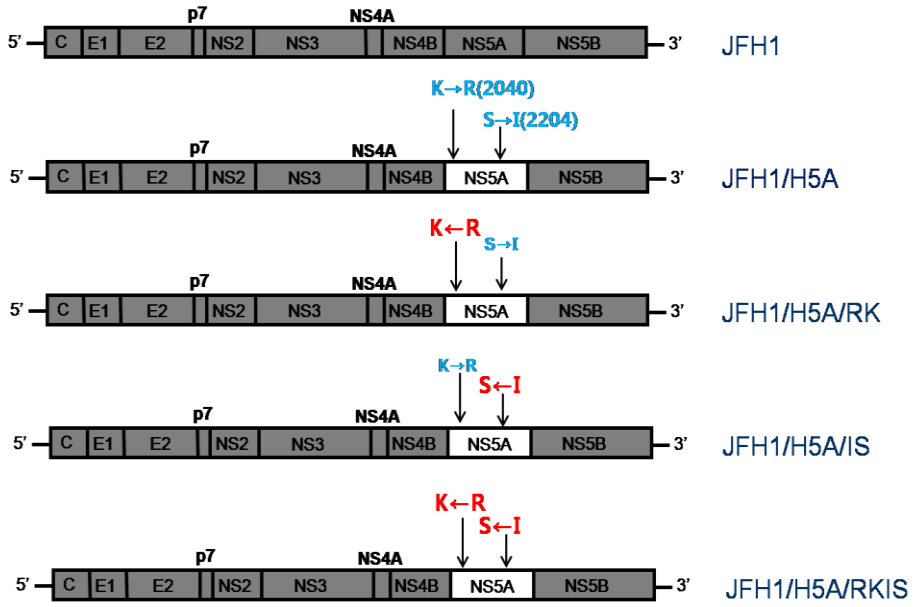 p7 NS4A
5’ C E1 E2 NS2 NS3 NS4B NS5A NS5B 3’ JFH1
K→R(2040)
S→I(2204)
p7 NS4A
5’ C E1 E2 NS2 NS3 NS4B NS5A NS5B 3’ JFH1/H5A
K←R
S→I
p7 NS4A
5’ C E1 E2 NS2 NS3 NS4B NS5A NS5B 3’ JFH1/H5A/RK
K→R
S←I
p7 NS4A
5’ C E1 E2 NS2 NS3 NS4B NS5A NS5B 3’ JFH1/H5A/IS
K←R
S←I
p7 NS4A
5’ C E1 E2 NS2 NS3 NS4B NS5A NS5B 3’ JFH1/H5A/RKIS